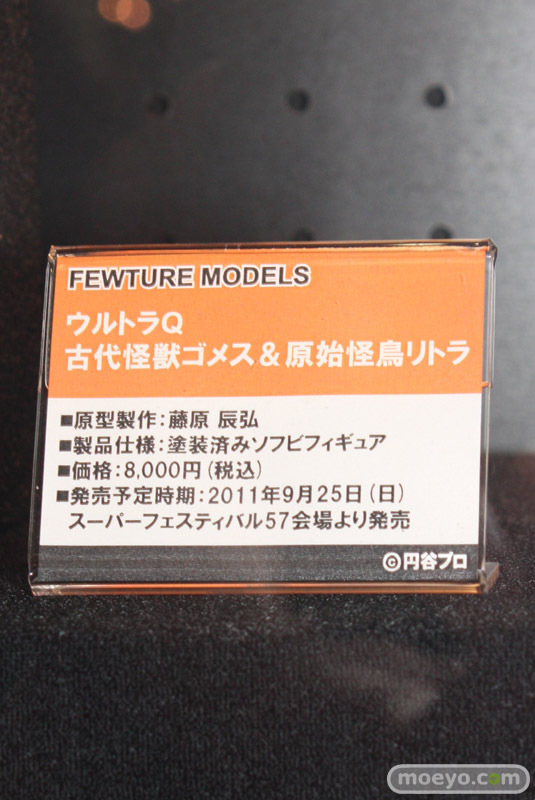 FEWTURE MODELS
ウルトラQ
古代怪獣ゴメス＆原始怪鳥リトラ
■原型製作：藤原 辰弘
■製品仕様：塗装済みソフビフィギュア
■価格：8,000円（税込）
■発売予定時期：2011年9月25日（日）
スーパーフェスティバル57会場より発売
©円谷プロ
moeyo.com